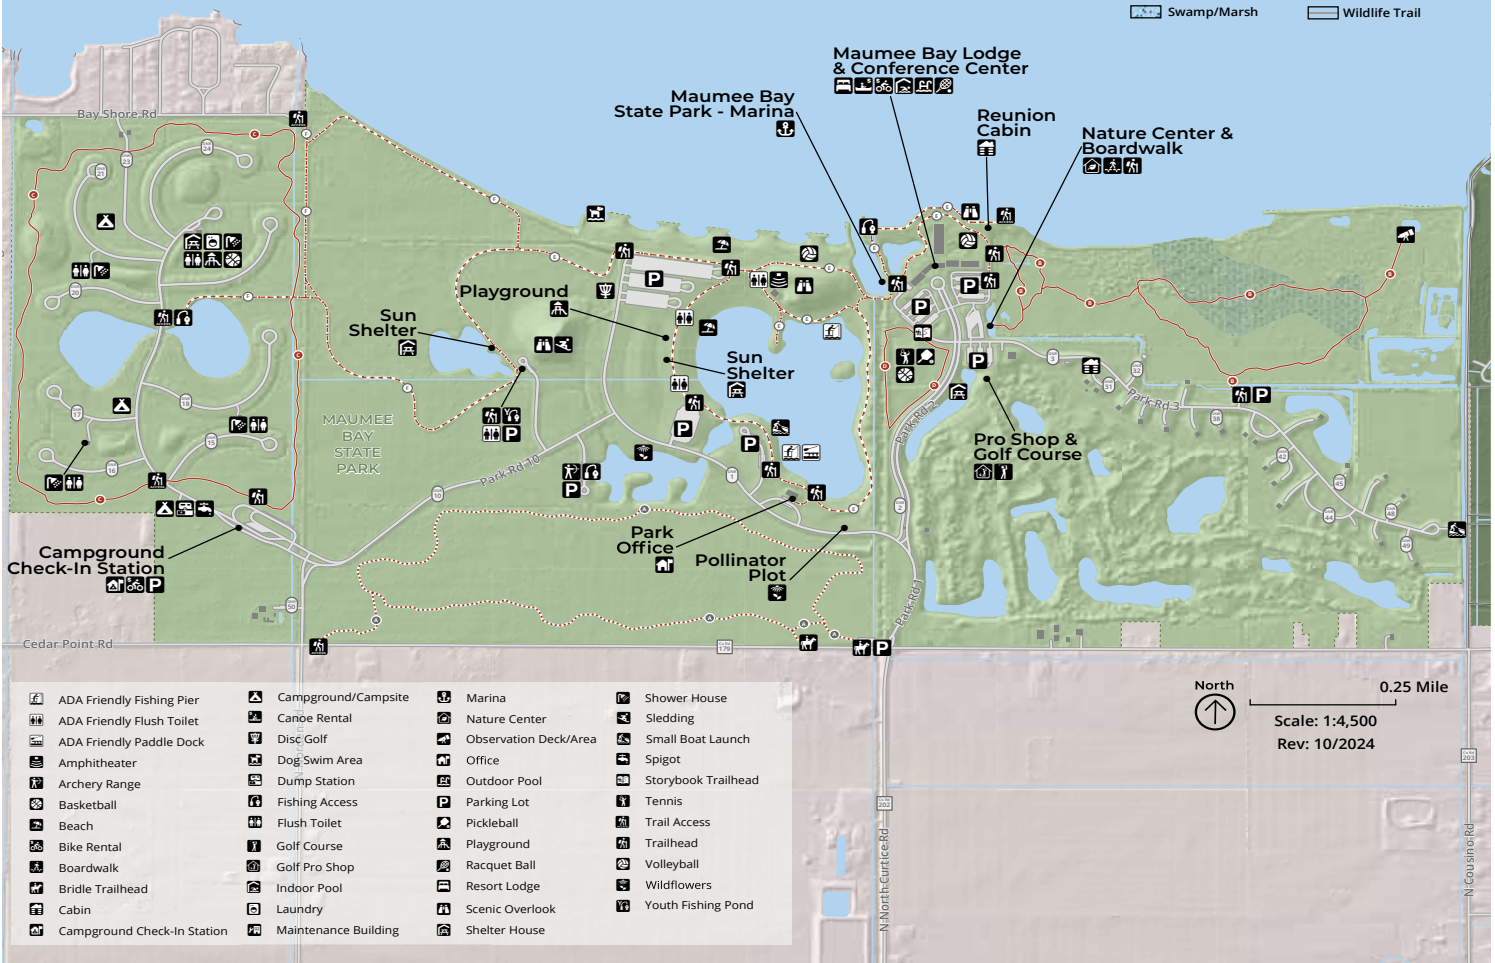 Swamp/Marsh
Wildlife Trail
Maumee Bay Lodge
& Conference Center
Maumee Bay
State Park - Marina
Reunion
Cabin
Nature Center &
Boardwalk
Bay Shore Rd
Playground
Sun
Shelter
Sun
Shelter
MAUMEE
BAY
STATE
PARK
Park Rd 10
Park Rd 2
Park Rd 3
Park Rd 1
Pro Shop &
Golf Course
Park
Office
Pollinator
Plot
Campground
Check-In Station
Cedar Point Rd
179
202
203
N North Curtice Rd
N Cousino Rd
North
0.25 Mile
Scale: 1:4,500
Rev: 10/2024
ADA Friendly Fishing Pier
ADA Friendly Flush Toilet
ADA Friendly Paddle Dock
Amphitheater
Archery Range
Basketball
Beach
Bike Rental
Boardwalk
Bridle Trailhead
Cabin
Campground Check-In Station
Campground/Campsite
Canoe Rental
Disc Golf
Dog Swim Area
Dump Station
Fishing Access
Flush Toilet
Golf Course
Golf Pro Shop
Indoor Pool
Laundry
Maintenance Building
Marina
Nature Center
Observation Deck/Area
Office
Outdoor Pool
Parking Lot
Pickleball
Playground
Racquet Ball
Resort Lodge
Scenic Overlook
Shelter House
Shower House
Sledding
Small Boat Launch
Spigot
Storybook Trailhead
Tennis
Trail Access
Trailhead
Volleyball
Wildflowers
Youth Fishing Pond